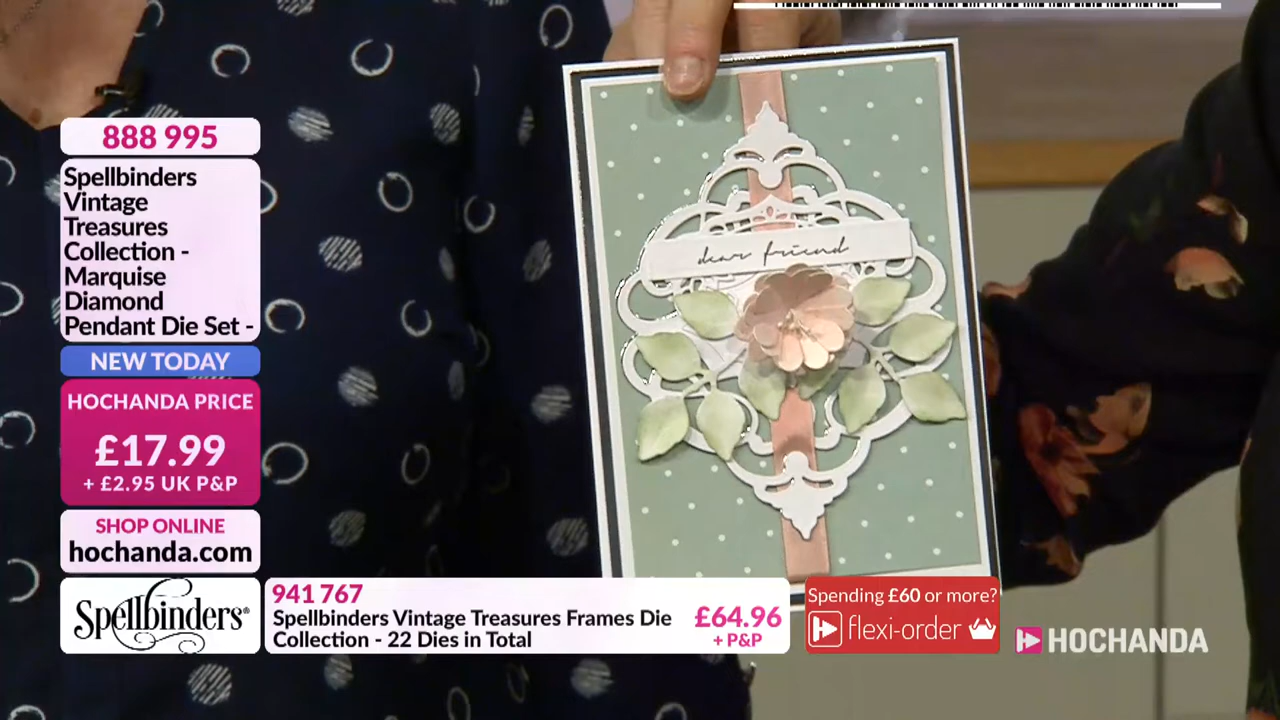 888 995
Spellbinders
Vintage
Treasures
Collection -
Marquise
Diamond
Pendant Die Set -
NEW TODAY
HOCHANDA PRICE
£17.99
+ £2.95 UK P&P
SHOP ONLINE
hochanda.com
dear friend
Spellbinders®
941 767
Spellbinders Vintage Treasures Frames Die
Collection - 22 Dies in Total
£64.96
+ P&P
Spending £60 or more?
flexi-order
HOCHANDA